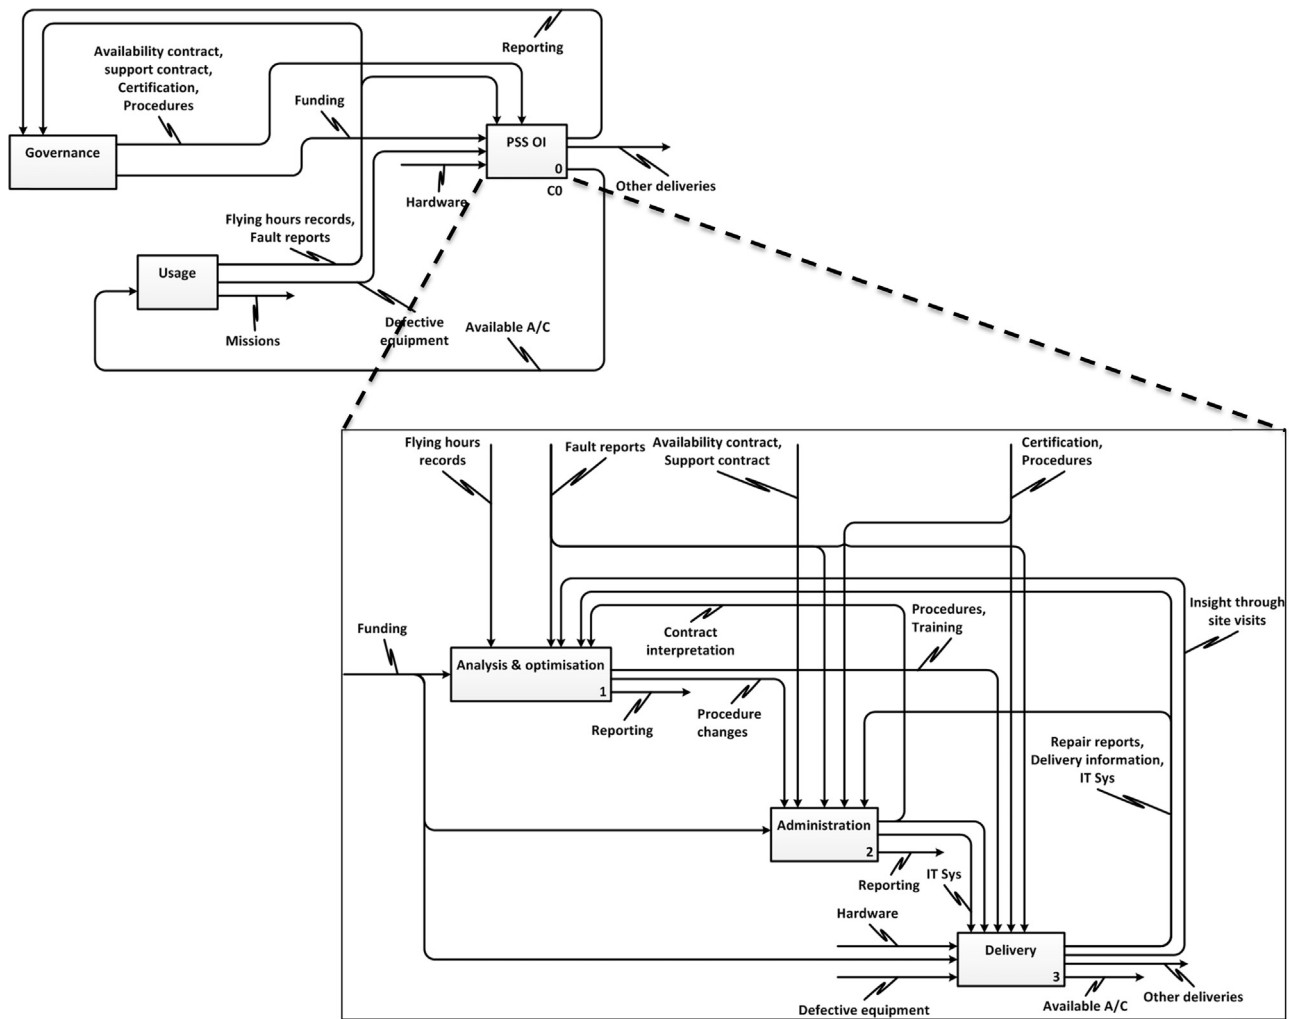 Reporting
Availability contract,
support contract,
Certification,
Procedures
Funding
Governance
PSS OI
0
C0
Other deliveries
Hardware
Flying hours records,
Fault reports
Usage
Missions
Defective
equipment
Available A/C
Flying hours
records
Fault reports
Availability contract,
Support contract
Certification,
Procedures
Insight through
site visits
Procedures,
Training
Contract
interpretation
Funding
Analysis & optimisation
1
Reporting
Procedure
changes
Repair reports,
Delivery information,
IT Sys
Administration
2
Reporting
IT Sys
Hardware
Delivery
3
Defective equipment
Available A/C
Other deliveries